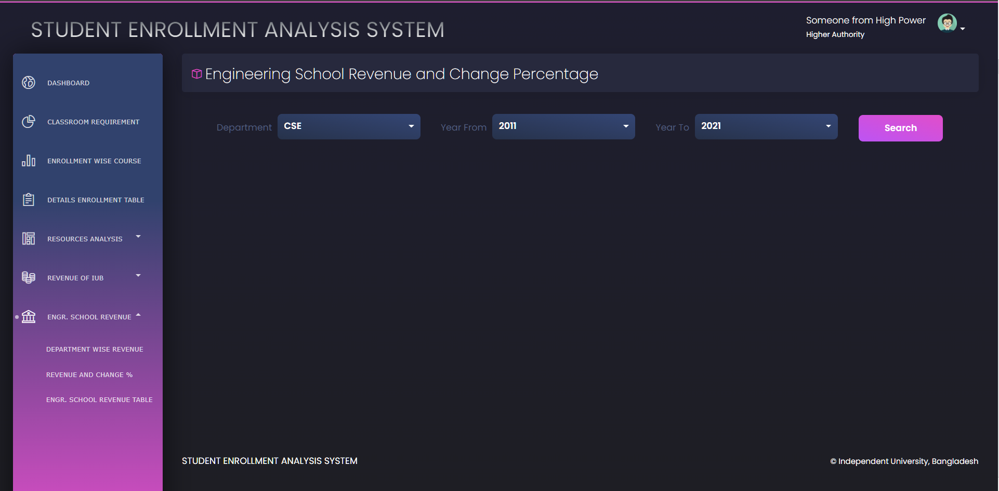 STUDENT ENROLLMENT ANALYSIS SYSTEM
Someone from High Power
Higher Authority
DASHBOARD
CLASSROOM REQUIREMENT
ENROLLMENT WISE COURSE
DETAILS ENROLLMENT TABLE
RESOURCES ANALYSIS
REVENUE OF IUB
ENGR. SCHOOL REVENUE
DEPARTMENT WISE REVENUE
REVENUE AND CHANGE %
ENGR. SCHOOL REVENUE TABLE
Engineering School Revenue and Change Percentage
Department CSE Year From 2011 Year To 2021 Search
STUDENT ENROLLMENT ANALYSIS SYSTEM
© Independent University, Bangladesh